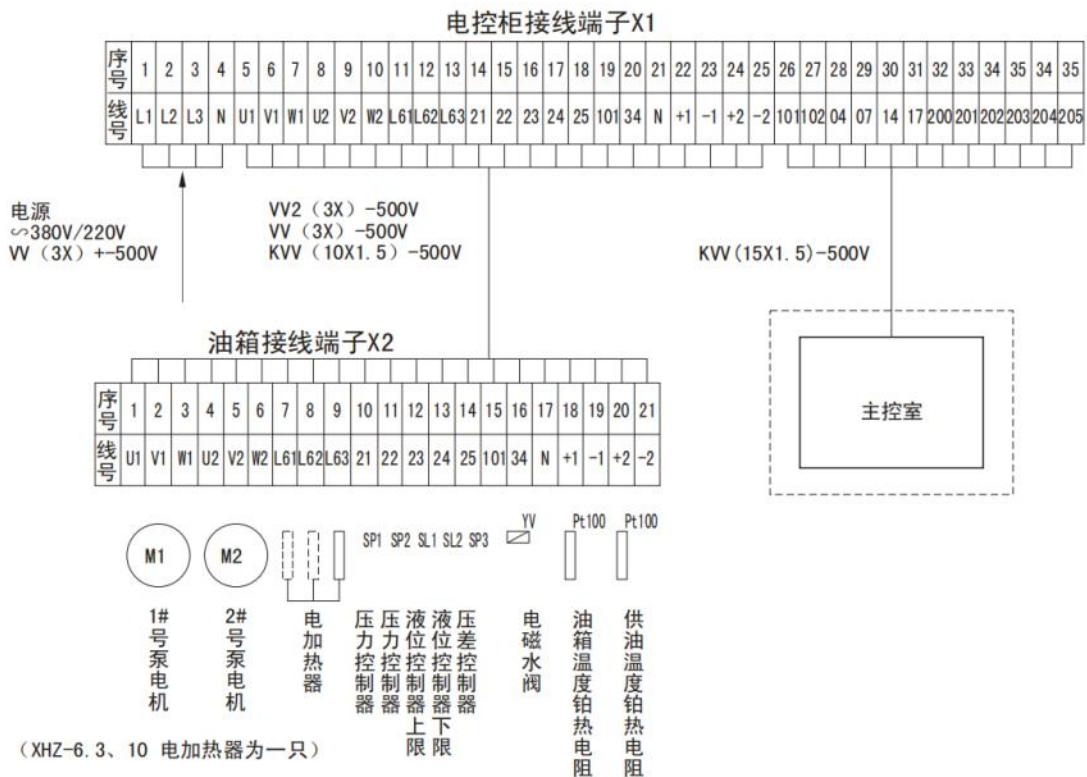 电控柜接线端子X1
序号 1 2 3 4 5 6 7 8 9 10 11 12 13 14 15 16 17 18 19 20 21 22 23 24 25 26 27 28 29 30 31 32 33 34 35 34 35
线号 L1 L2 L3 N U1 V1 W1 U2 V2 W2 L61 L62 L63 21 22 23 24 25 101 34 N +1 -1 +2 -2 101 102 04 07 14 17 200 201 202 203 204 205
电源
∽380V/220V
VV（3X）+-500V
VV2（3X）-500V
VV（3X）-500V
KVV（10X1.5）-500V
KVV(15X1.5)-500V
主控室
油箱接线端子X2
序号 1 2 3 4 5 6 7 8 9 10 11 12 13 14 15 16 17 18 19 20 21
线号 U1 V1 W1 U2 V2 W2 L61 L62 L63 21 22 23 24 25 101 34 N +1 -1 +2 -2
M1 M2 SP1 SP2 SL1 SL2 SP3 YV Pt100 Pt100
1#号泵电机
2#号泵电机
电加热器
压力控制器
压力控制器
液位控制器上限
液位控制器下限
压差控制器
电磁水阀
油箱温度铂热电阻
供油温度铂热电阻
（XHZ-6.3、10 电加热器为一只）